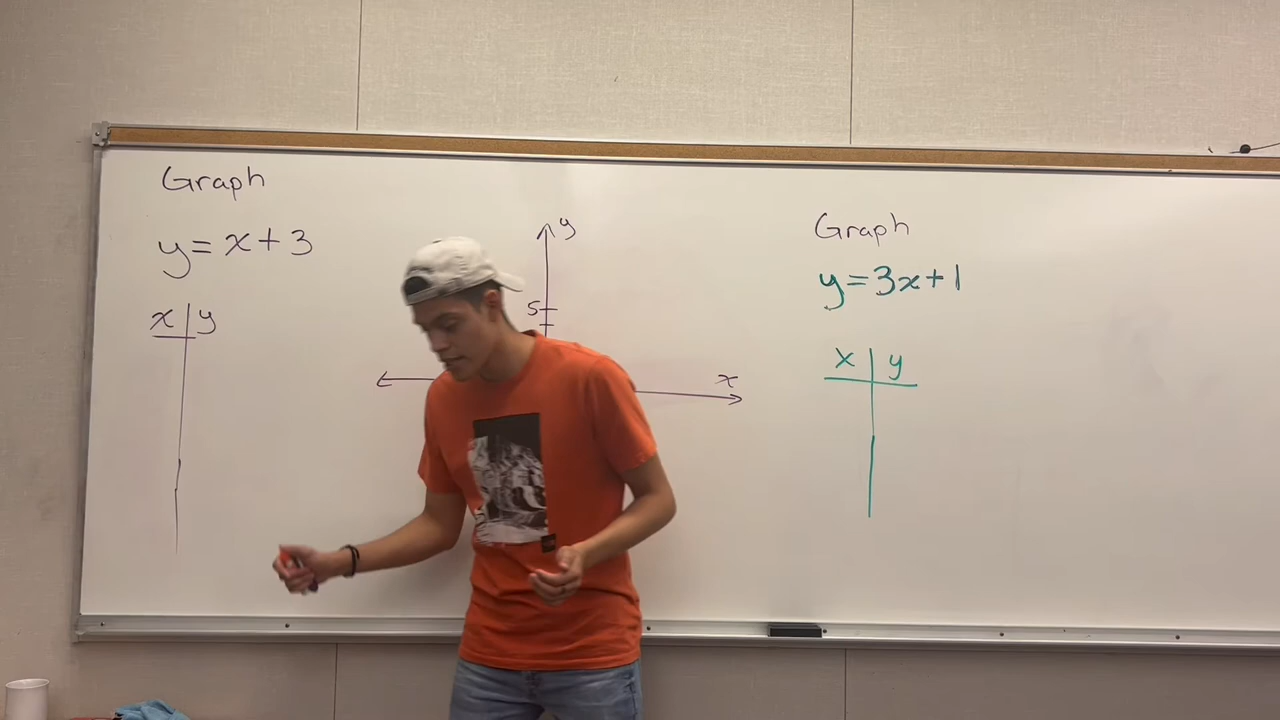 Graph
y = x + 3
x y
y
5
x
Graph
y = 3x + 1
x y